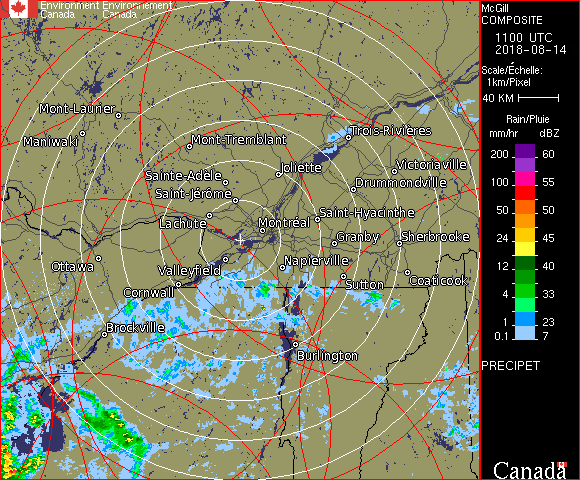 Environment Environnement
Canada Canada
McGill
COMPOSITE
1100 UTC
2018-08-14
Scale/Échelle:
1km/Pixel
40 KM
Rain/Pluie
mm/hr dBZ
200 60
100 55
50 50
24 45
12 40
4 33
1 23
0.1 7
PRECIPET
Mont-Laurier
Maniwaki
Mont-Tremblant
Trois-Rivières
Joliette
Victoriaville
Sainte-Adèle
Drummondville
Saint-Jérôme
Saint-Hyacinthe
Lachute
Montréal
Granby
Sherbrooke
Ottawa
Valleyfield
Napierville
Cornwall
Sutton
Coaticook
Brockville
Burlington
Canada